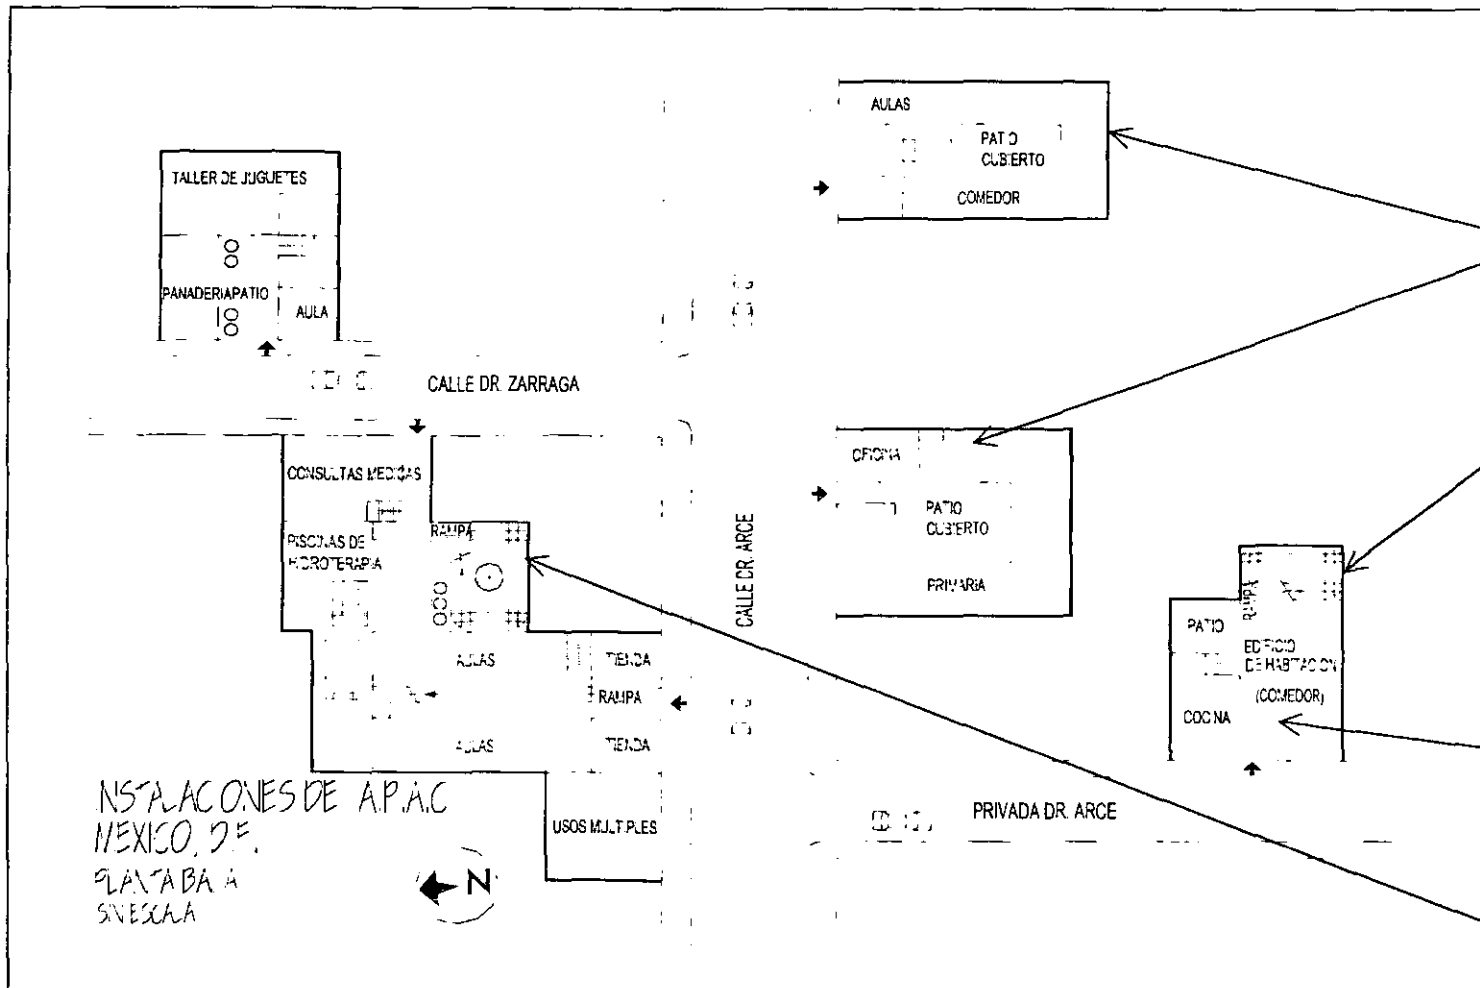 AULAS
PATIO
CUBIERTO
COMEDOR
TALLER DE JUGUETES
PANADERIA PATIO
AULA
CALLE DR. ZARRAGA
CONSULTAS MEDICAS
PISCINAS DE
HIDROTERAPIA
RAMPA
AULAS
TIENDA
RAMPA
AULAS
TIENDA
USOS MULTIPLES
CALLE DR. ARCE
OFICINA
PATIO
CUBIERTO
PRIMARIA
RAMPA
PATIO
EDIFICIO
DE HABITACION
(COMEDOR)
COCINA
PRIVADA DR. ARCE
INSTALACIONES DE A.P.A.C
MEXICO, D.F.
PLANTA BAJA
SIN ESCALA
N